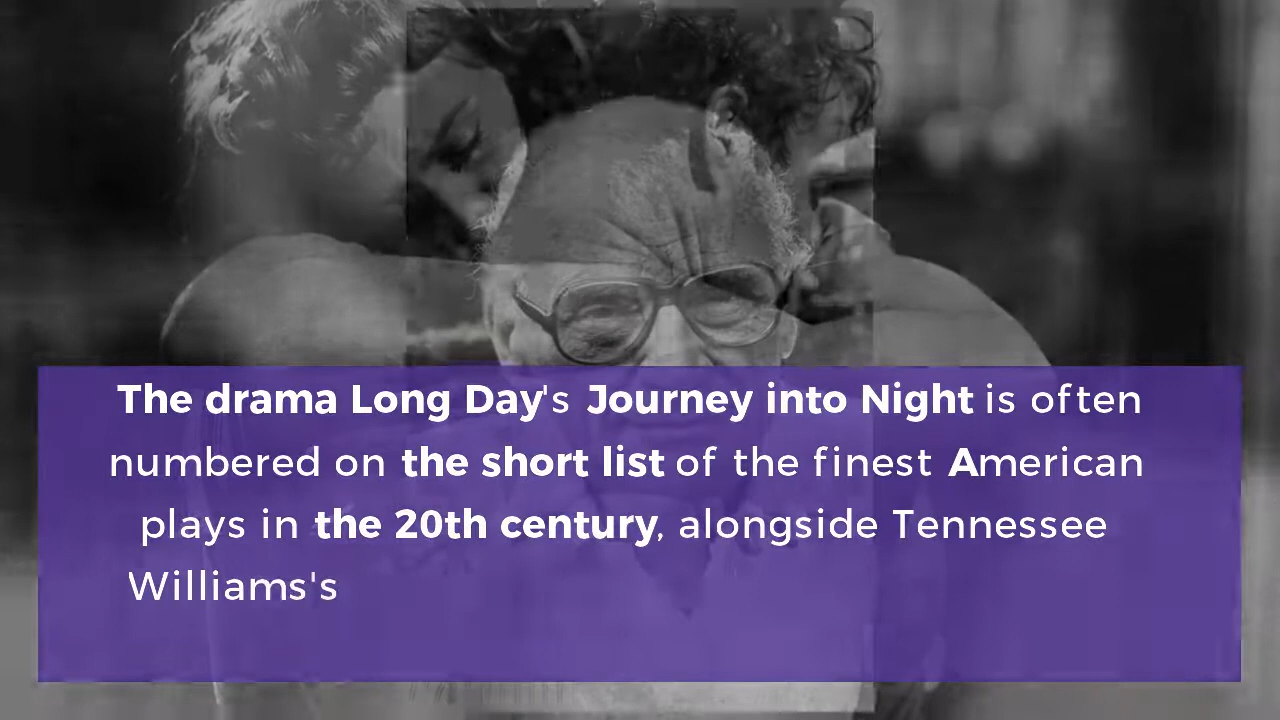 The drama Long Day's Journey into Night is often
numbered on the short list of the finest American
plays in the 20th century, alongside Tennessee
Williams's